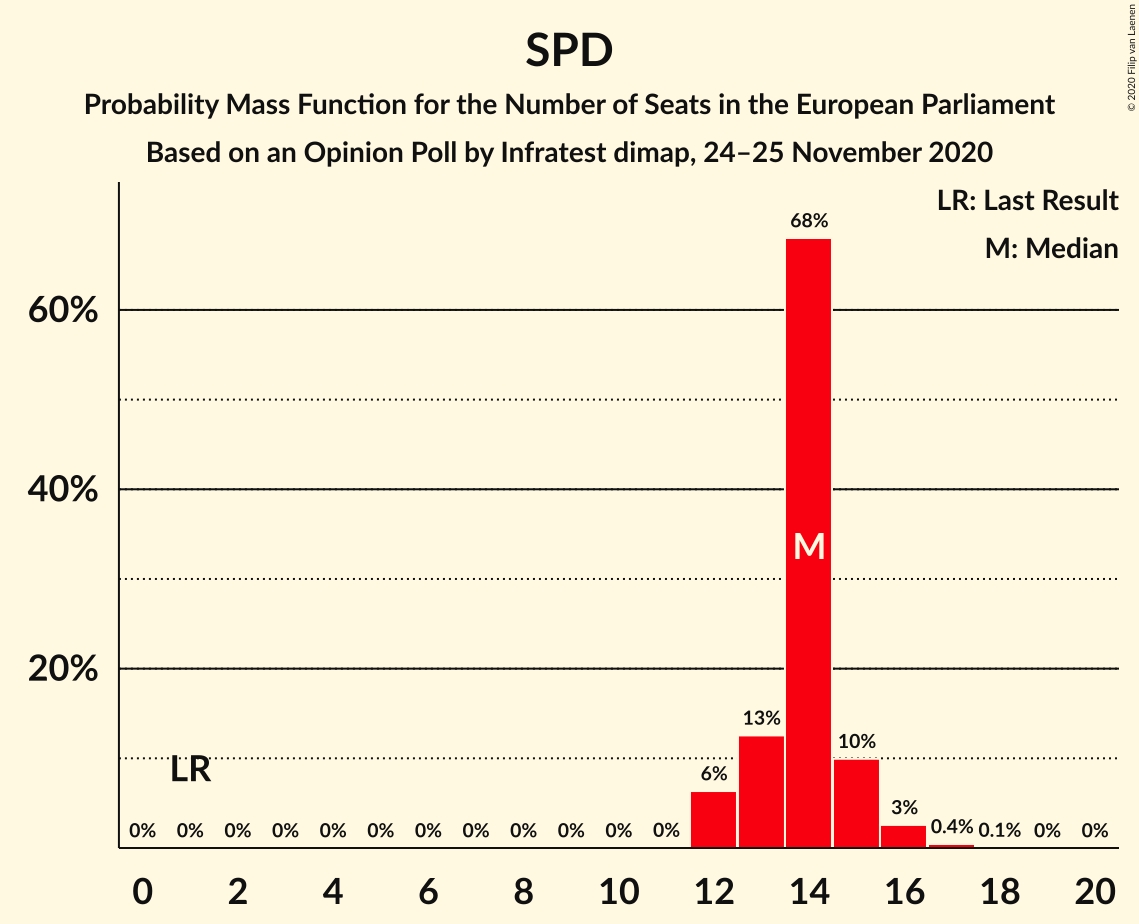 SPD
Probability Mass Function for the Number of Seats in the European Parliament
Based on an Opinion Poll by Infratest dimap, 24–25 November 2020
© 2020 Filip van Laenen
LR: Last Result
M: Median
68%
60%
40%
M
20%
13%
10%
LR
6%
3%
0% 0% 0% 0% 0% 0% 0% 0% 0% 0% 0% 0% 0.4% 0.1% 0% 0%
0 2 4 6 8 10 12 14 16 18 20